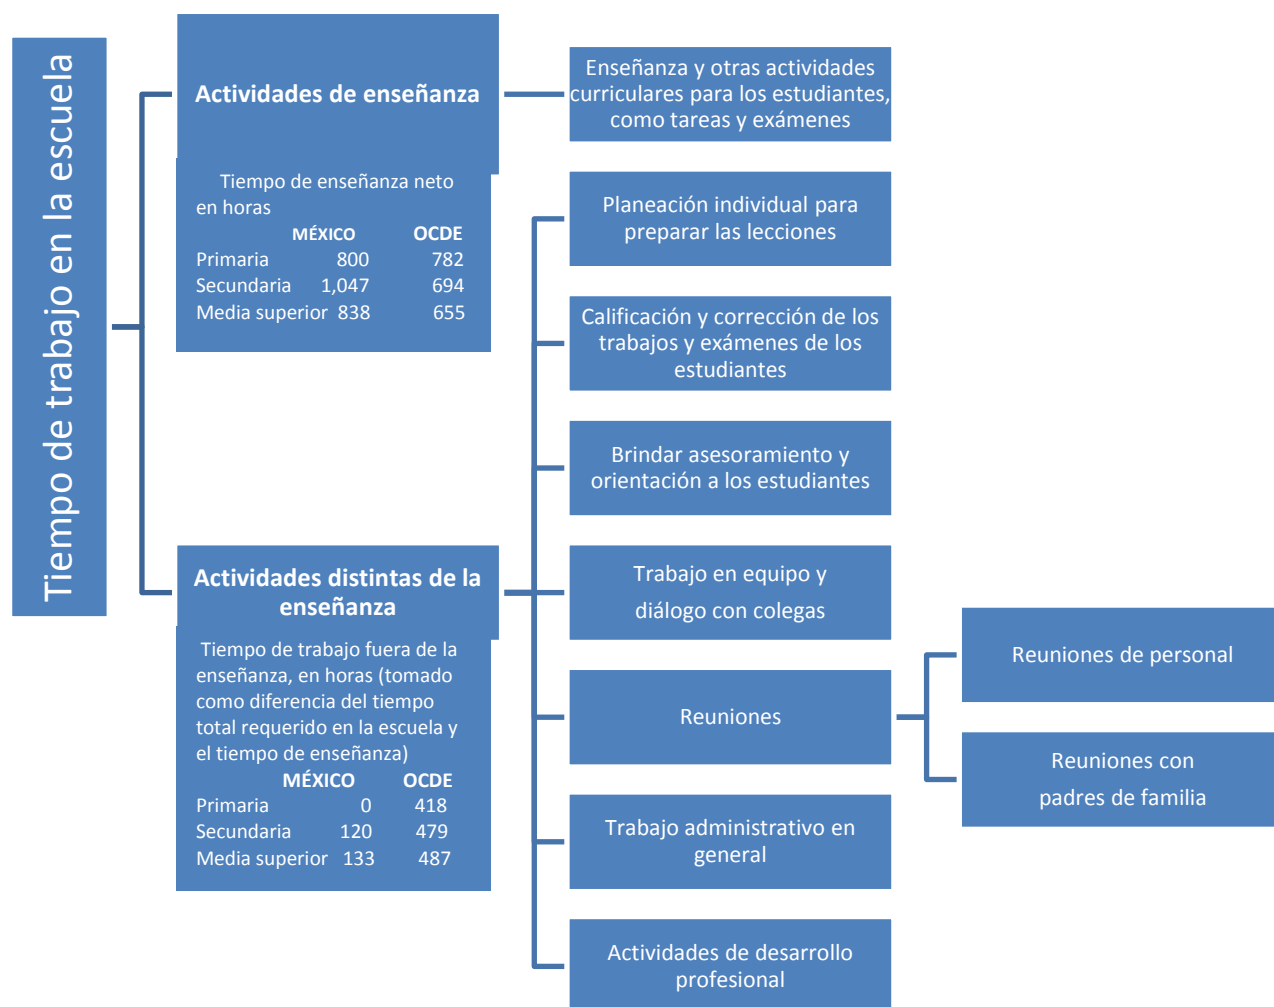 Tiempo de trabajo en la escuela
Actividades de enseñanza
Tiempo de enseñanza neto
en horas
MÉXICO OCDE
Primaria 800 782
Secundaria 1,047 694
Media superior 838 655
Enseñanza y otras actividades
curriculares para los estudiantes,
como tareas y exámenes
Actividades distintas de la
enseñanza
Tiempo de trabajo fuera de la
enseñanza, en horas (tomado
como diferencia del tiempo
total requerido en la escuela y
el tiempo de enseñanza)
MÉXICO OCDE
Primaria 0 418
Secundaria 120 479
Media superior 133 487
Planeación individual para
preparar las lecciones
Calificación y corrección de los
trabajos y exámenes de los
estudiantes
Brindar asesoramiento y
orientación a los estudiantes
Trabajo en equipo y
diálogo con colegas
Reuniones
Reuniones de personal
Reuniones con
padres de familia
Trabajo administrativo en
general
Actividades de desarrollo
profesional